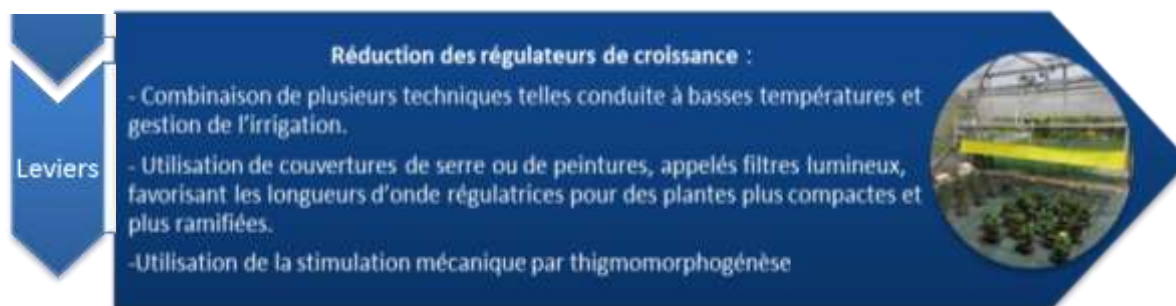 Leviers
Réduction des régulateurs de croissance :
- Combinaison de plusieurs techniques telles conduite à basses températures et
gestion de l'irrigation.
- Utilisation de couvertures de serre ou de peintures, appelés filtres lumineux,
favorisant les longueurs d'onde régulatrices pour des plantes plus compactes et
plus ramifiées.
-Utilisation de la stimulation mécanique par thigmomorphogénèse